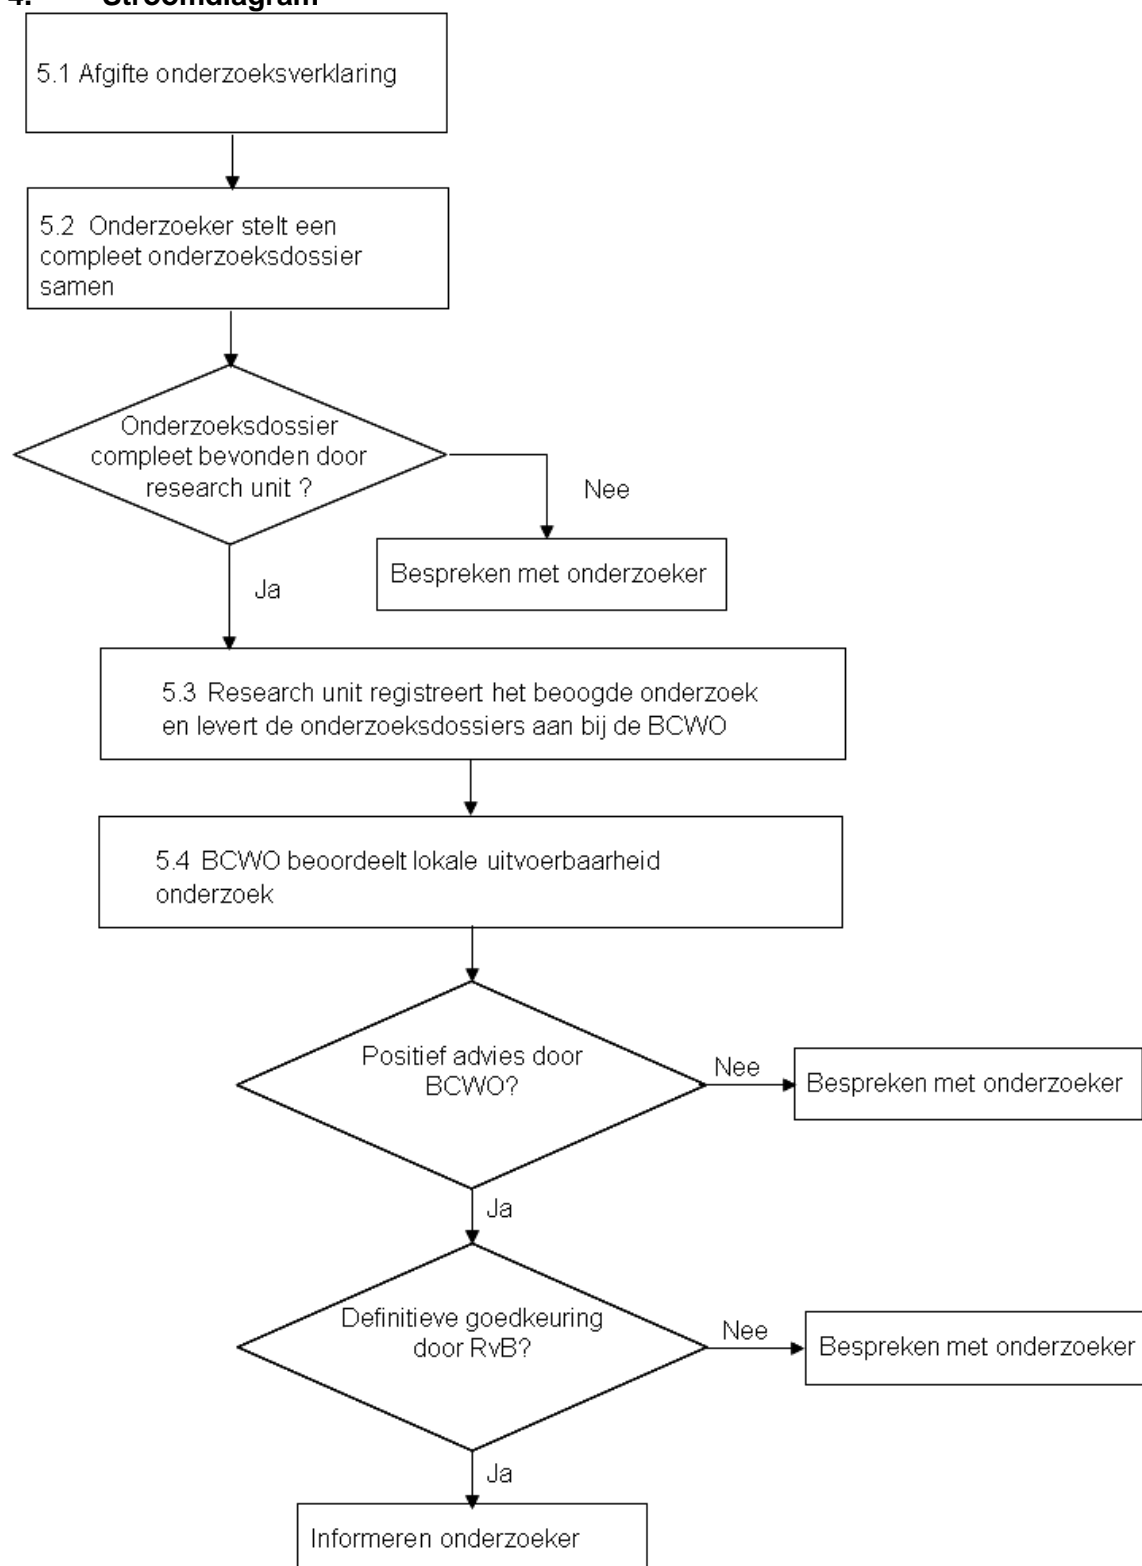 4. Stroomdiagram
5.1 Afgifte onderzoeksverklaring
5.2 Onderzoeker stelt een
compleet onderzoeksdossier
samen
Onderzoeksdossier
compleet bevonden door
research unit ?
Nee
Bespreken met onderzoeker
Ja
5.3 Research unit registreert het beoogde onderzoek
en levert de onderzoeksdossiers aan bij de BCWO
5.4 BCWO beoordeelt lokale uitvoerbaarheid
onderzoek
Positief advies door
BCWO?
Nee
Bespreken met onderzoeker
Ja
Definitieve goedkeuring
door RvB?
Nee
Bespreken met onderzoeker
Ja
Informeren onderzoeker